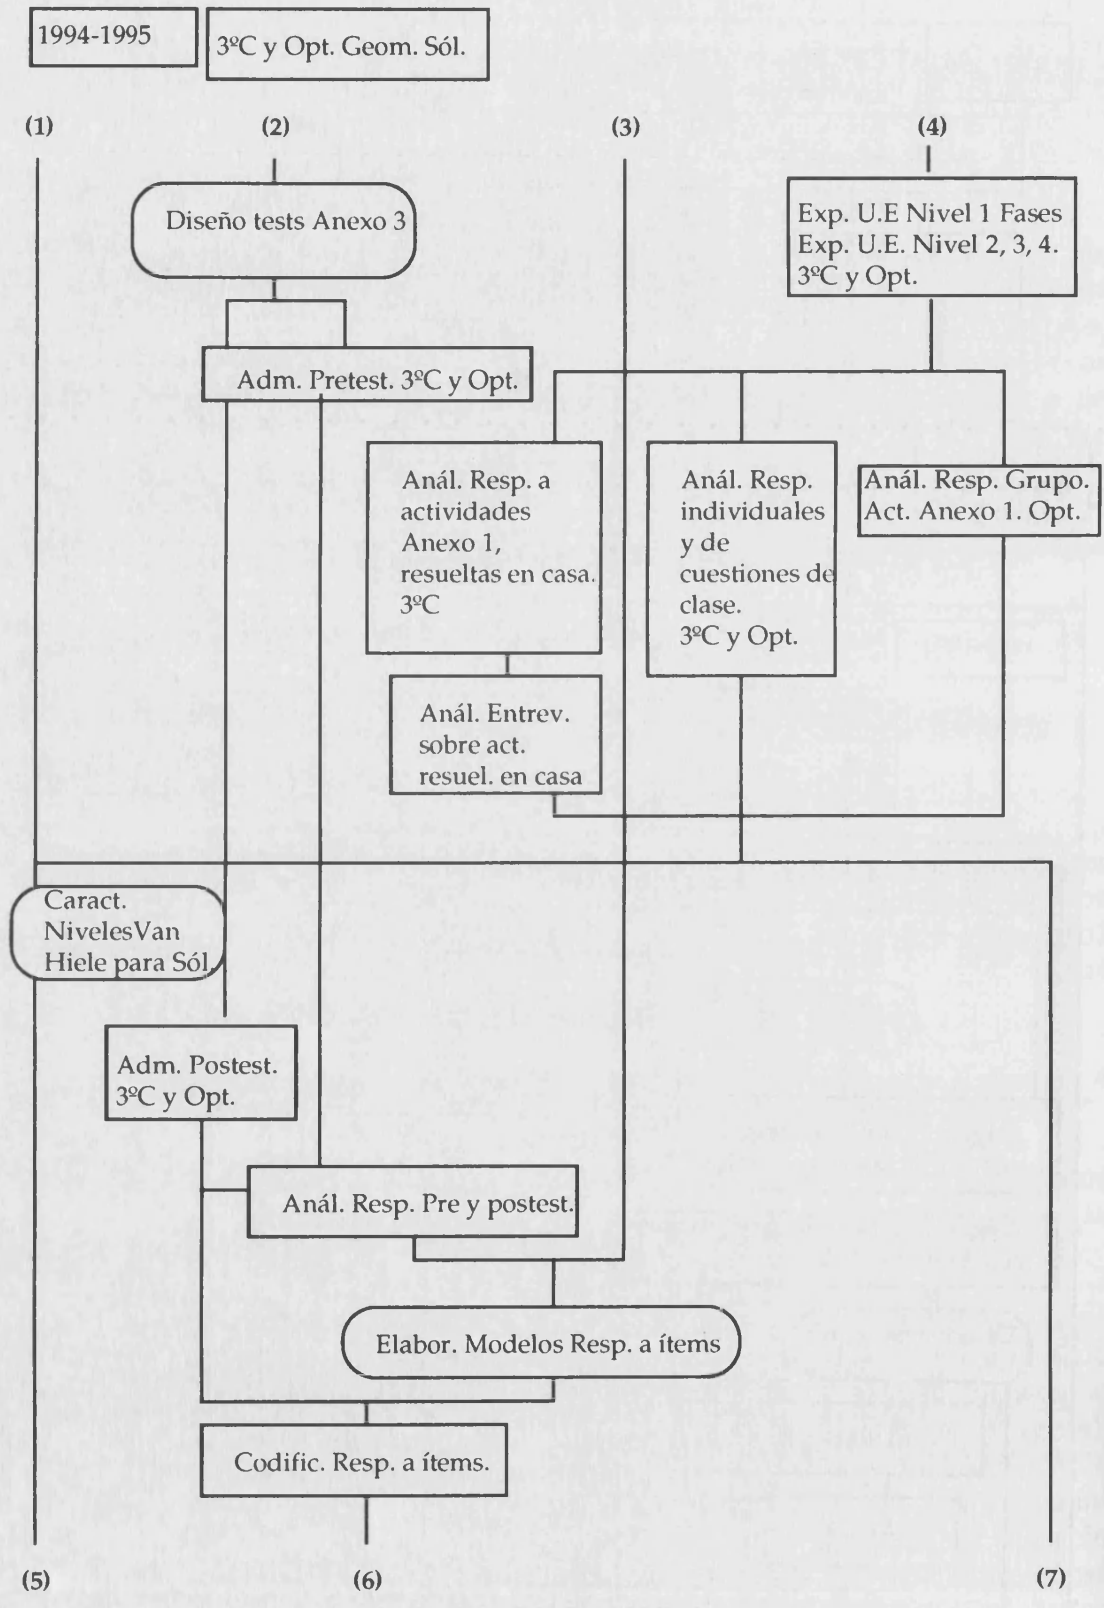 1994-1995
3ºC y Opt. Geom. Sól.
(1)
(2)
(3)
(4)
Diseño tests Anexo 3
Exp. U.E Nivel 1 Fases
Exp. U.E. Nivel 2, 3, 4.
3ºC y Opt.
Adm. Pretest. 3ºC y Opt.
Anál. Resp. a
actividades
Anexo 1,
resueltas en casa.
3ºC
Anál. Resp.
individuales
y de
cuestiones de
clase.
3ºC y Opt.
Anál. Resp. Grupo.
Act. Anexo 1. Opt.
Anál. Entrev.
sobre act.
resuel. en casa
Caract.
NivelesVan
Hiele para Sól.
Adm. Postest.
3ºC y Opt.
Anál. Resp. Pre y postest.
Elabor. Modelos Resp. a ítems
Codific. Resp. a ítems.
(5)
(6)
(7)